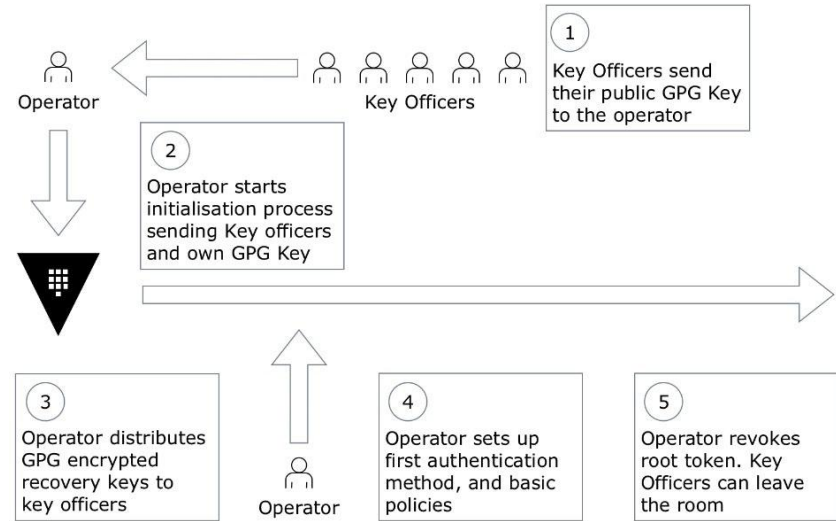 1
Key Officers send
their public GPG Key
to the operator
Operator
Key Officers
2
Operator starts
initialisation process
sending Key officers
and own GPG Key
3
Operator distributes
GPG encrypted
recovery keys to
key officers
Operator
4
Operator sets up
first authentication
method, and basic
policies
5
Operator revokes
root token. Key
Officers can leave
the room